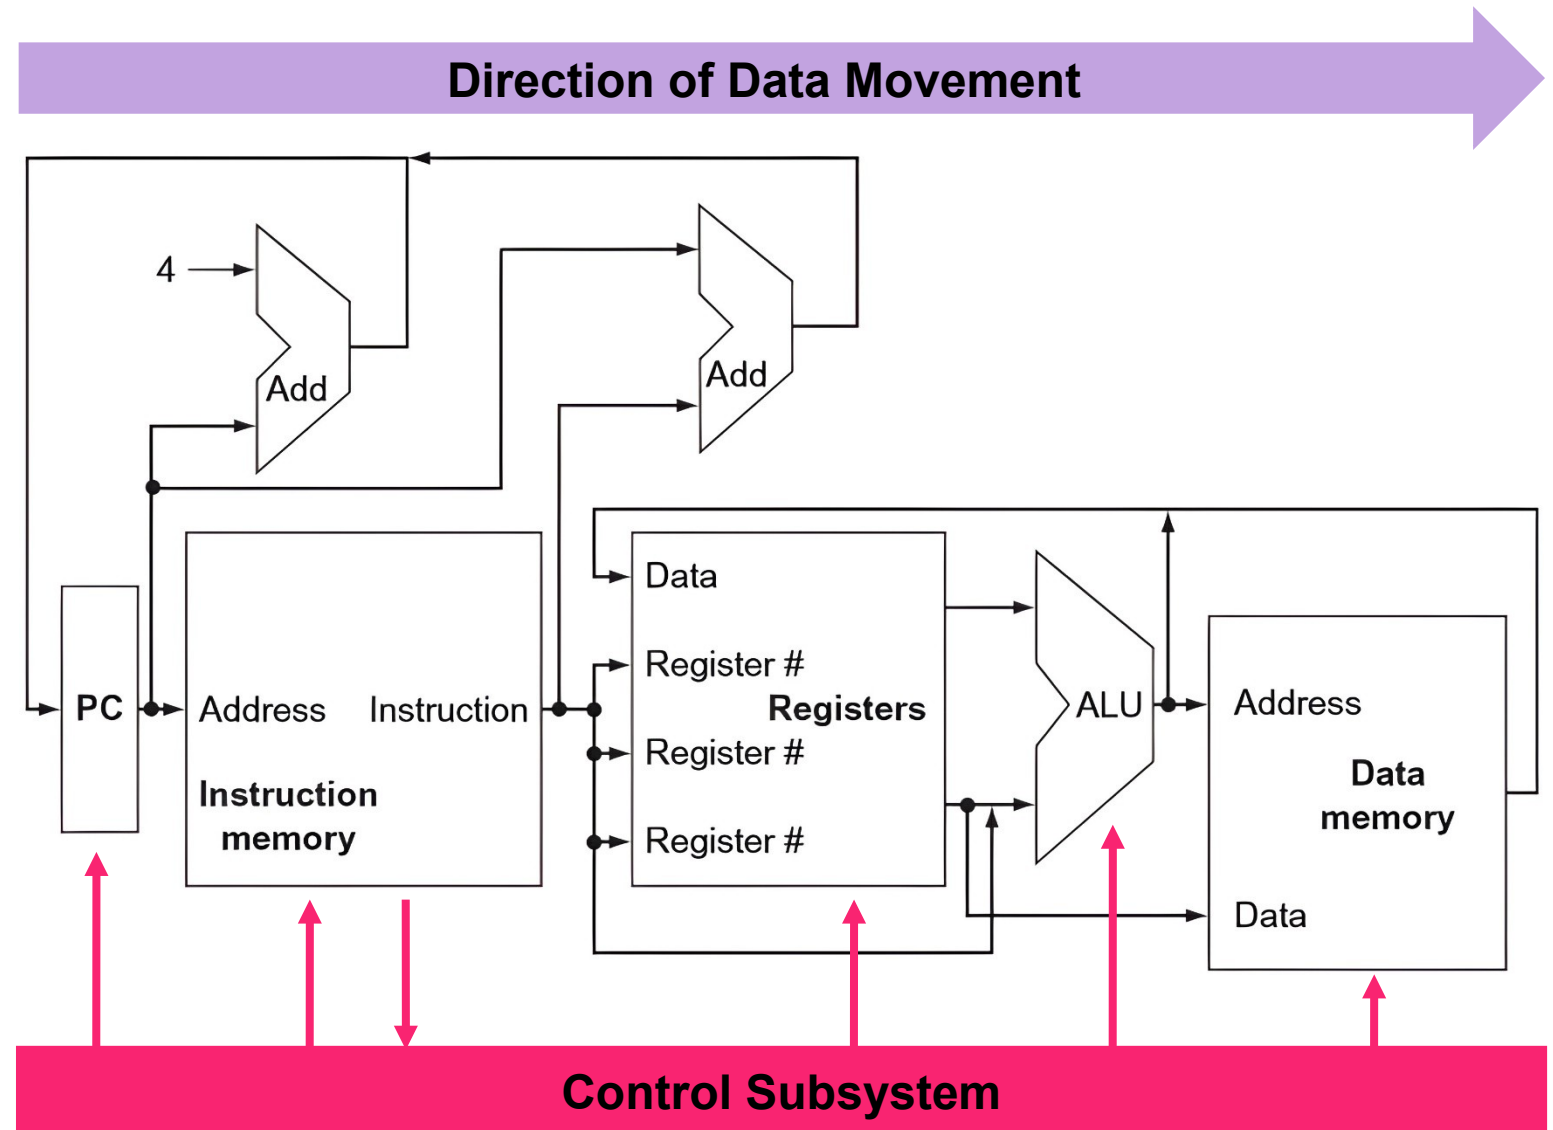 Direction of Data Movement
4
Add
Add
Data
Register #
Register #
Register #
Registers
PC
Address
Instruction
Instruction
memory
ALU
Address
Data
memory
Data
Control Subsystem